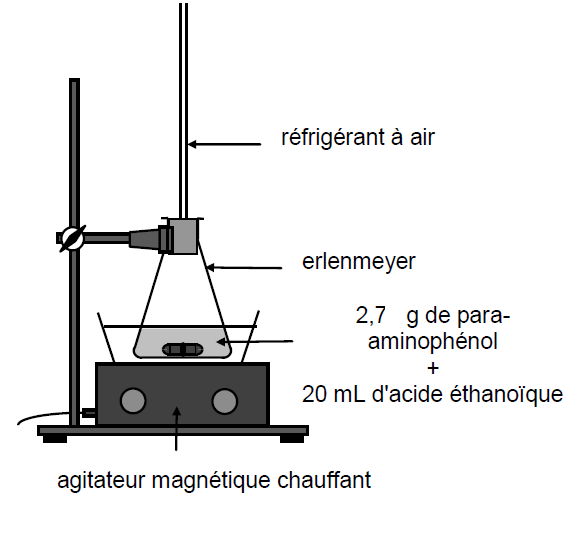 réfrigérant à air
erlenmeyer
2,7 g de para-
aminophénol
+
20 mL d'acide éthanoïque
agitateur magnétique chauffant